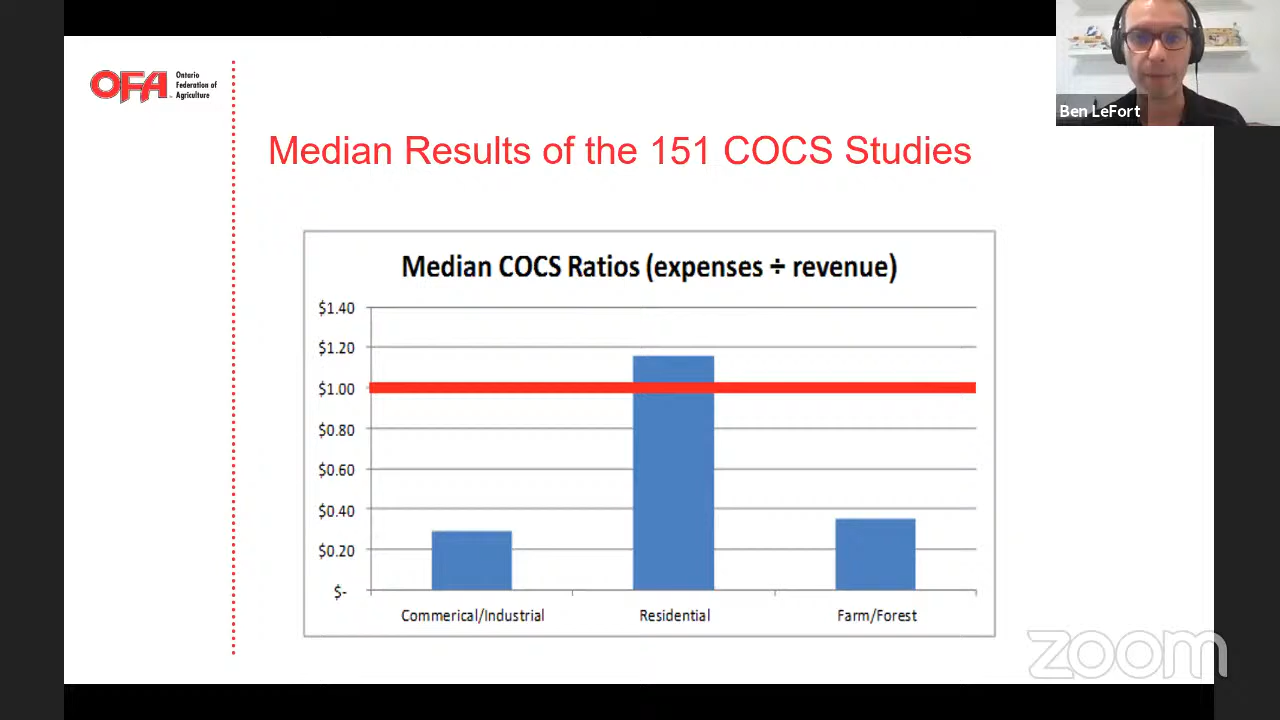 OFA
Ontario
Federation of
Agriculture
Ben LeFort
Median Results of the 151 COCS Studies
Median COCS Ratios (expenses ÷ revenue)
$1.40
$1.20
$1.00
$0.80
$0.60
$0.40
$0.20
$-
Commerical/Industrial Residential Farm/Forest
zoom